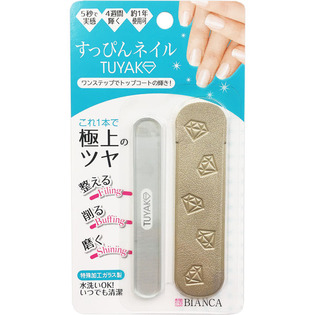 5秒で
実感
4週間
輝く
約1年
使用可
すっぴんネイル
TUYAKO
ワンステップでトップコートの輝き!
これ1本で
極上の
ツヤ
整える
Filing
削る
Buffing
磨く
Shining
特殊加工ガラス製
水洗いOK!
いつでも清潔
TUYAKO
BIANCA